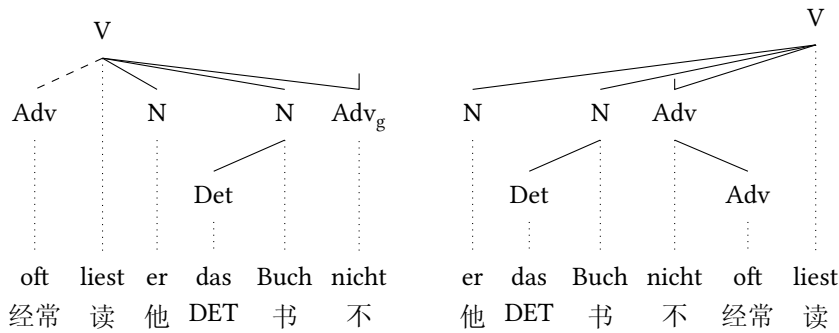 V
V
Adv N N Adv_g N N Adv
Det Det Adv
oft liest er das Buch nicht er das Buch nicht oft liest
经常 读 他 DET 书 不 他 DET 书 不 经常 读